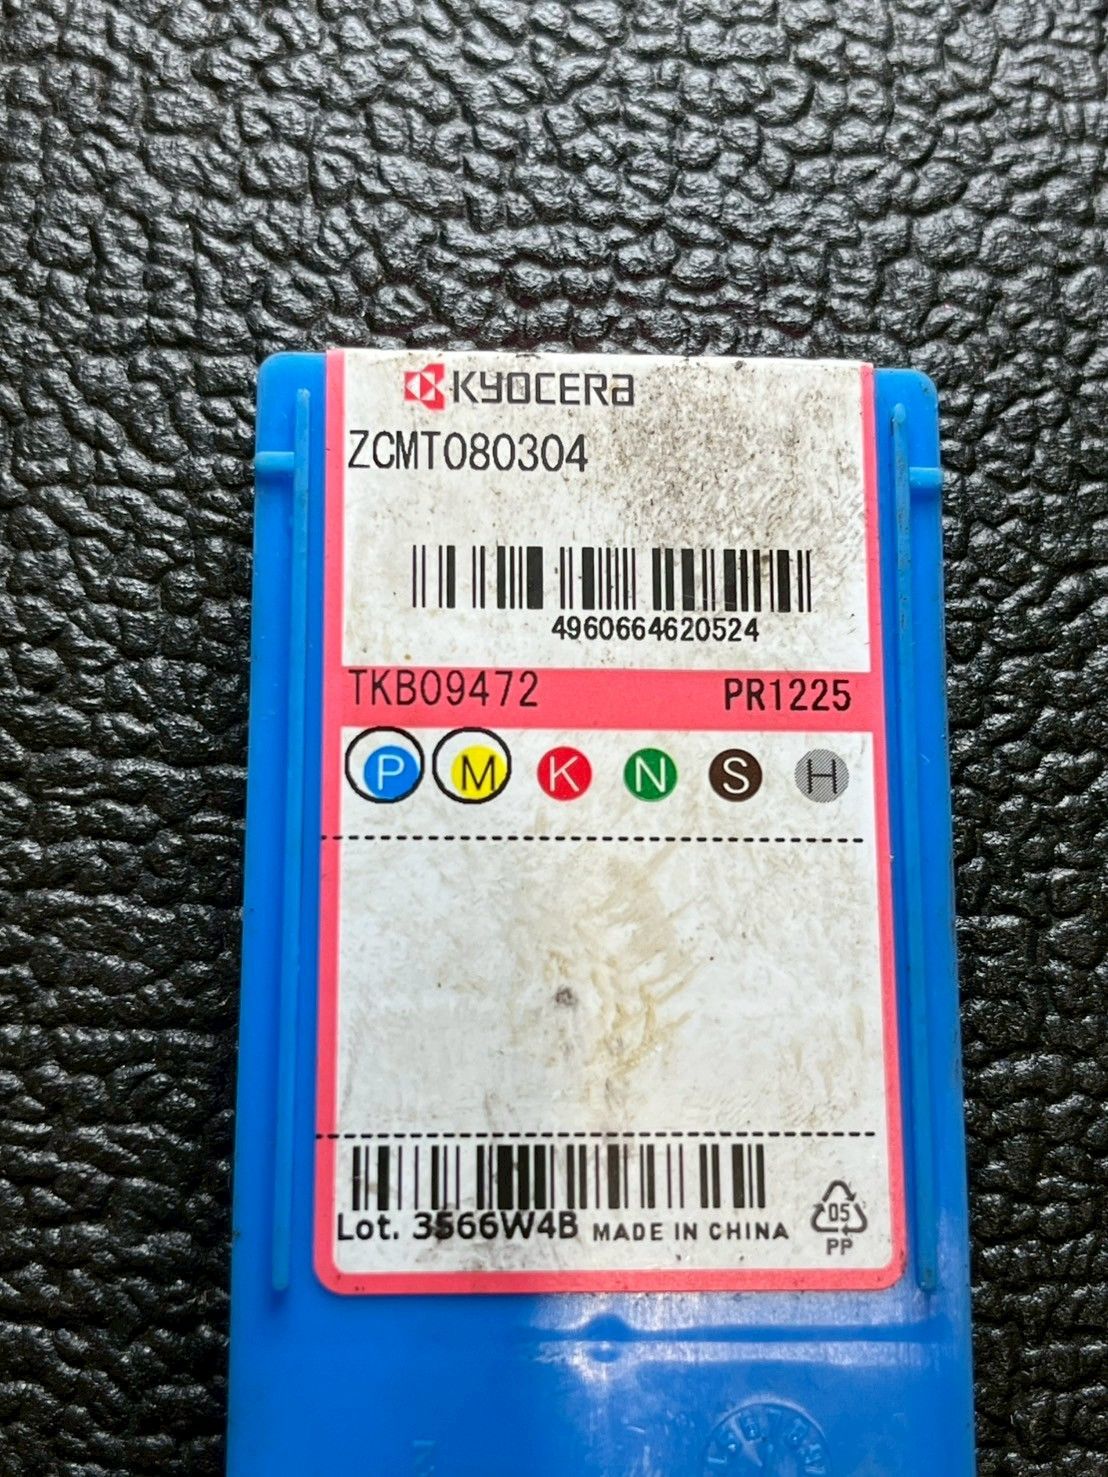 KYOCERA
ZCMT080304
4960664620524
TKB09472 PR1225
P M K N S H
Lot. 3566W4B MADE IN CHINA
05
PP